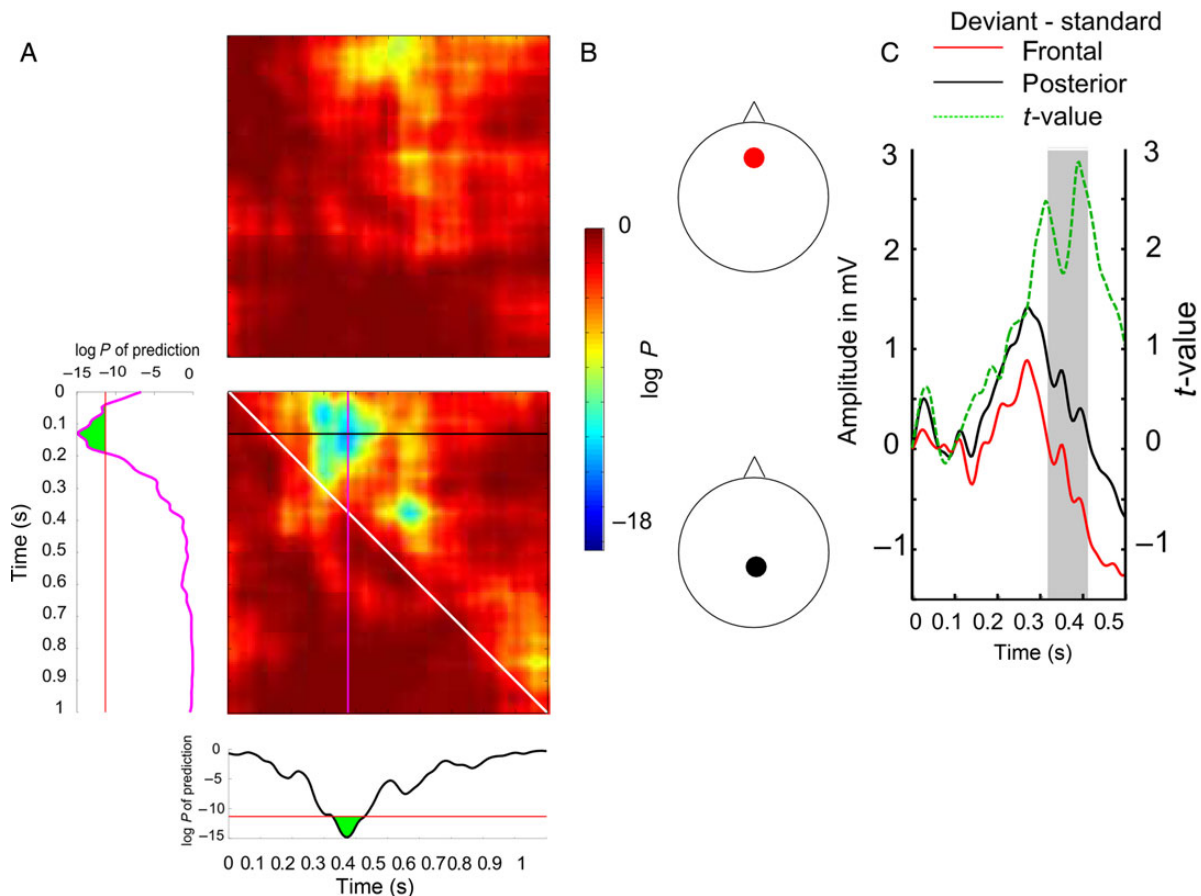 A
B
C
Deviant - standard
Frontal
Posterior
t-value
0
log P
−18
log P of prediction
−15 −10 −5 0
Time (s)
0
0.1
0.2
0.3
0.4
0.5
0.6
0.7
0.8
0.9
1
log P of prediction
0
−5
−10
−15
0 0.1 0.2 0.3 0.4 0.5 0.6 0.7 0.8 0.9 1
Time (s)
Amplitude in mV
3
2
1
0
−1
3
2
1
0
−1
t-value
0 0.1 0.2 0.3 0.4 0.5
Time (s)